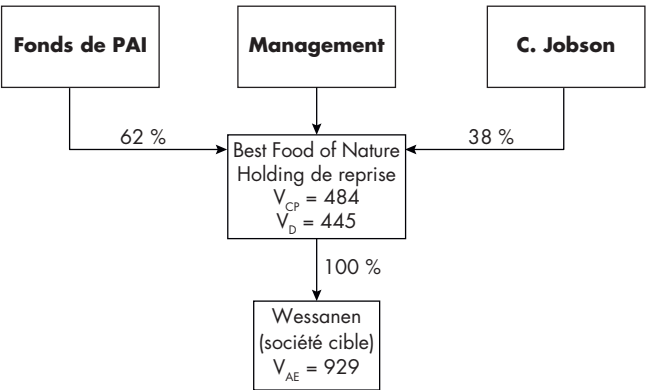 Fonds de PAI
Management
C. Jobson
62 %
38 %
Best Food of Nature
Holding de reprise
V_CP = 484
V_D = 445
100 %
Wessanen
(société cible)
V_AE = 929